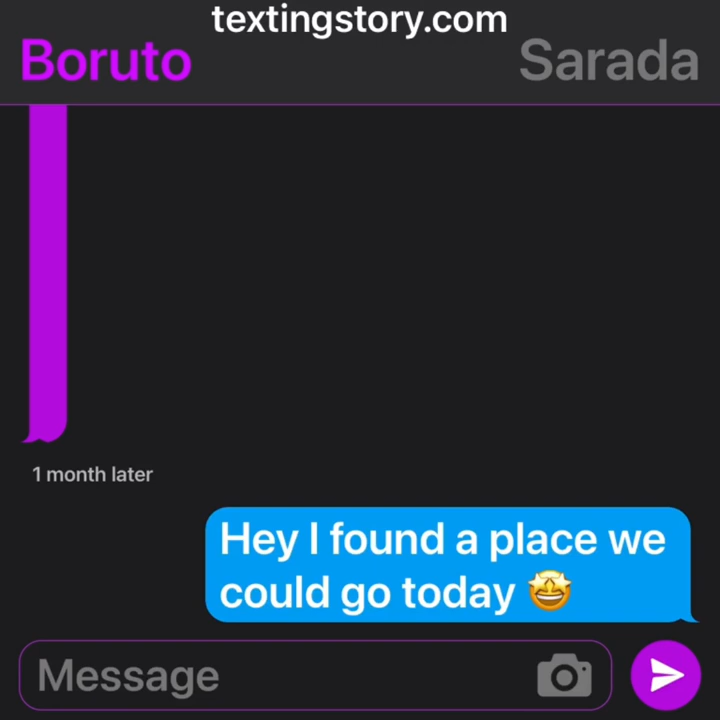 textingstory.com
Boruto
Sarada
1 month later
Hey I found a place we
could go today 🤩
Message